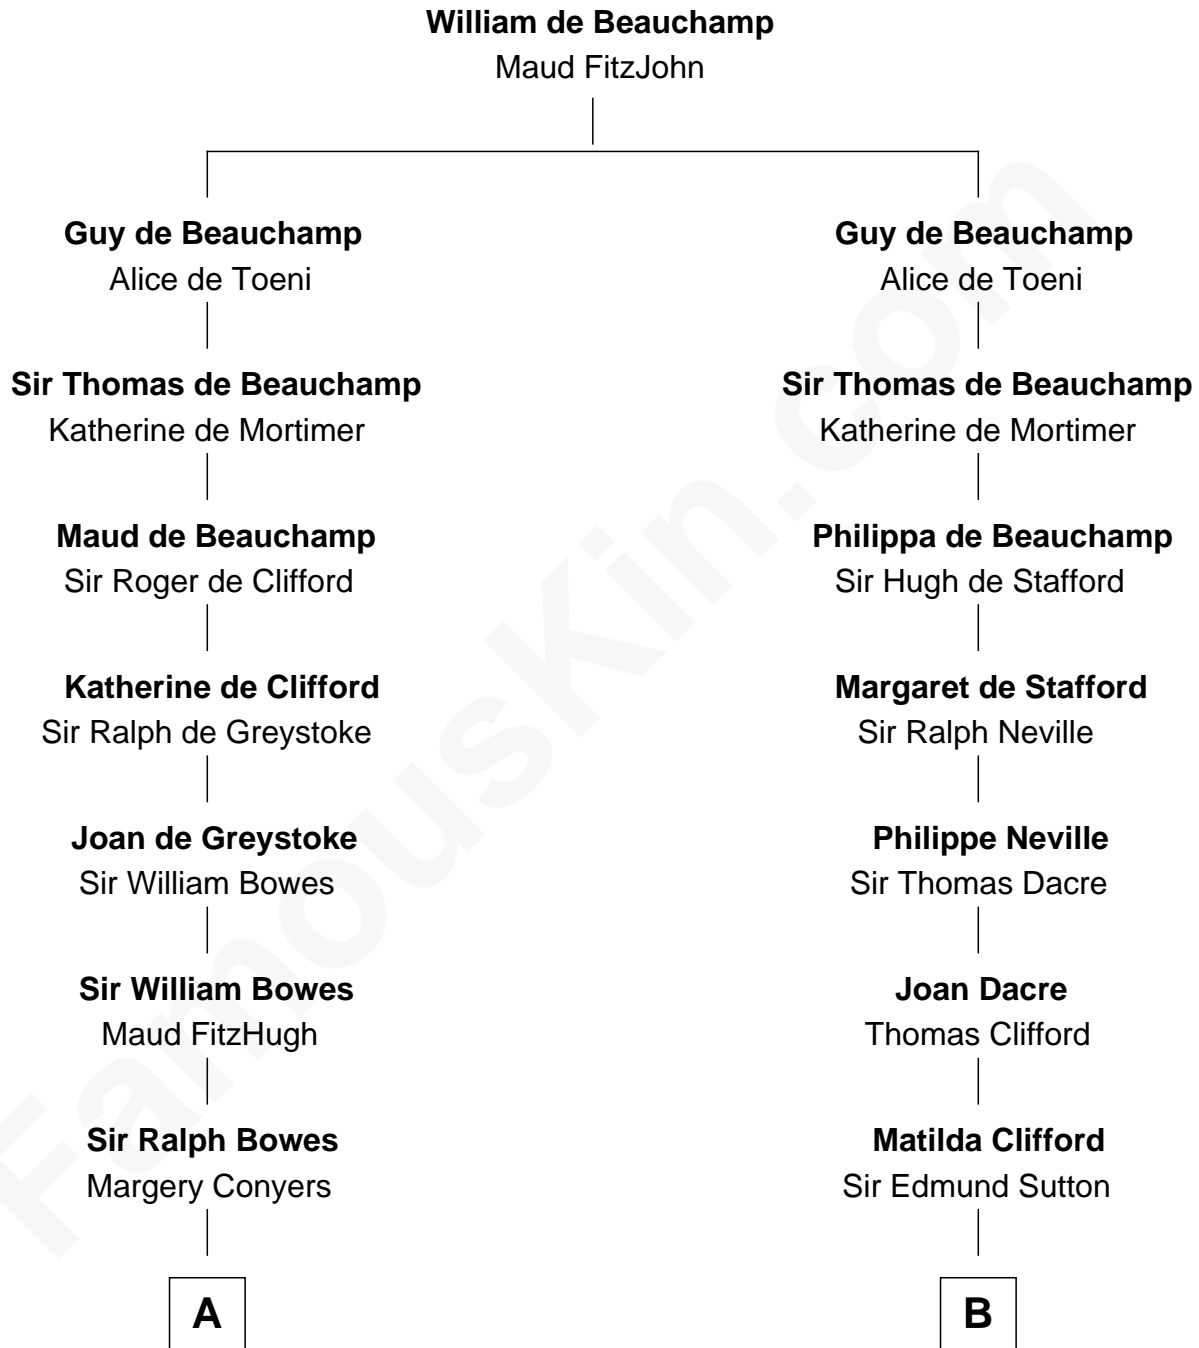 William de Beauchamp
Maud FitzJohn
Guy de Beauchamp
Alice de Toeni
Guy de Beauchamp
Alice de Toeni
Sir Thomas de Beauchamp
Katherine de Mortimer
Sir Thomas de Beauchamp
Katherine de Mortimer
Maud de Beauchamp
Sir Roger de Clifford
Philippa de Beauchamp
Sir Hugh de Stafford
Katherine de Clifford
Sir Ralph de Greystoke
Margaret de Stafford
Sir Ralph Neville
Joan de Greystoke
Sir William Bowes
Philippe Neville
Sir Thomas Dacre
Sir William Bowes
Maud FitzHugh
Joan Dacre
Thomas Clifford
Sir Ralph Bowes
Margery Conyers
Matilda Clifford
Sir Edmund Sutton
A
B
FamousKin.com